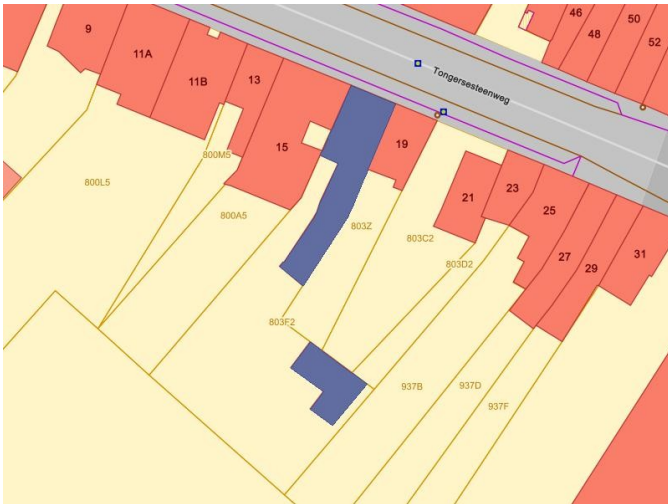 46
50
9
48
52
11A
Tongersesteenweg
13
11B
19
15
800M5
800L5
23
21
25
800A5
803Z
803C2
31
27
803D2
29
803F2
937B
937D
937F